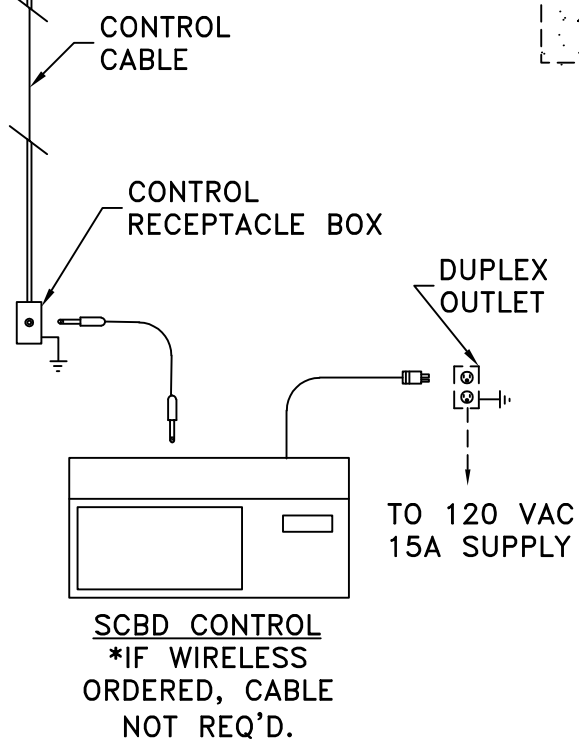 CONTROL
CABLE
CONTROL
RECEPTACLE BOX
DUPLEX
OUTLET
TO 120 VAC
15A SUPPLY
SCBD CONTROL
*IF WIRELESS
ORDERED, CABLE
NOT REQ'D.